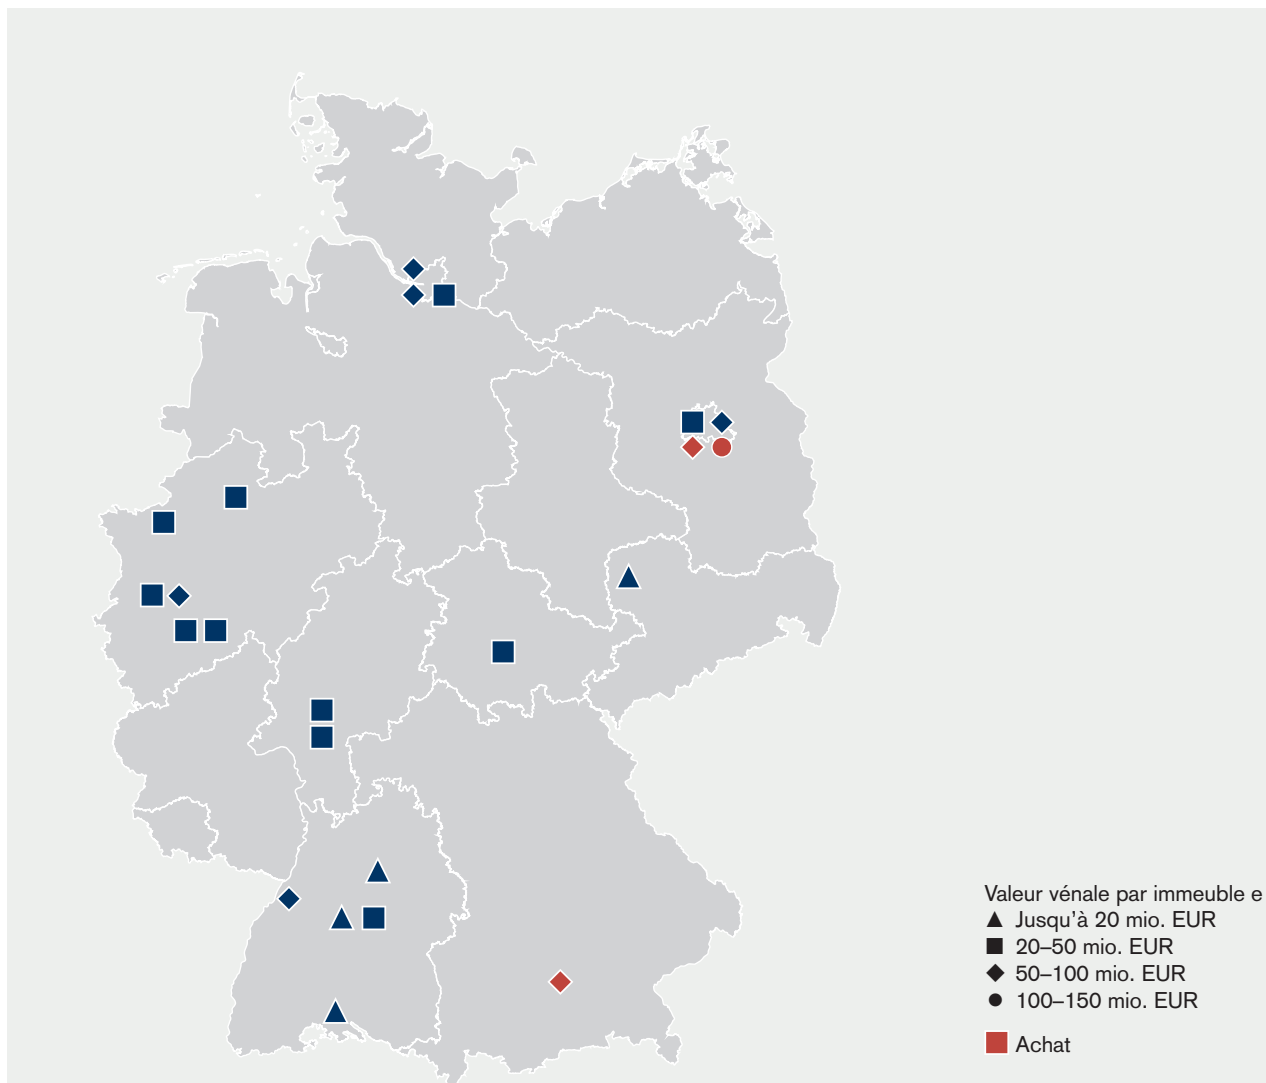 Valeur vénale par immeuble e
Jusqu'à 20 mio. EUR
20–50 mio. EUR
50–100 mio. EUR
100–150 mio. EUR
Achat